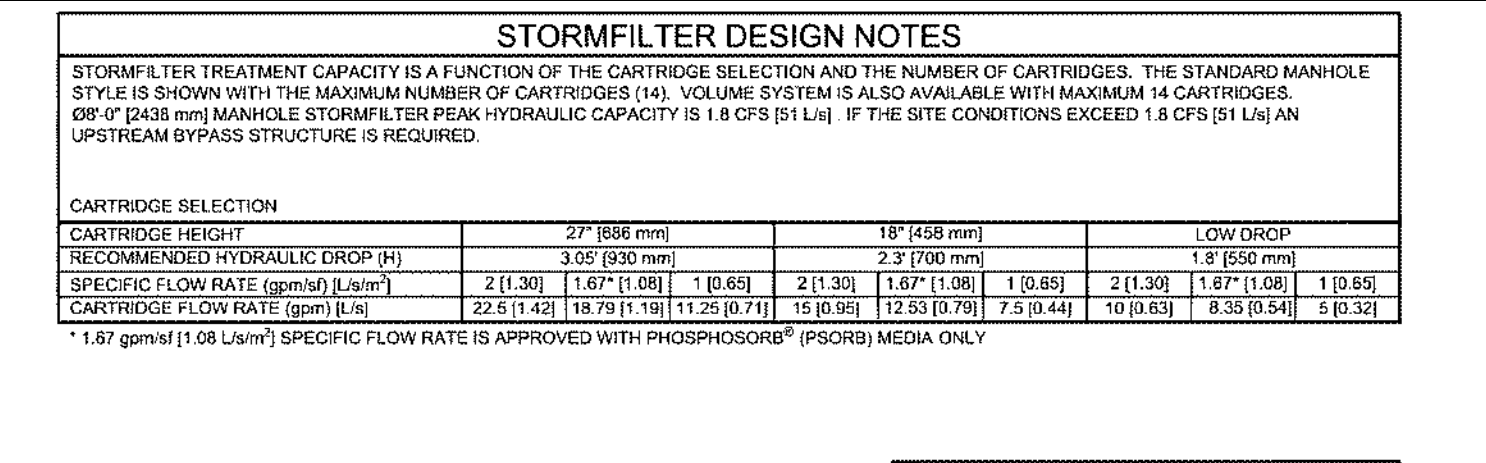 STORMFILTER DESIGN NOTES
STORMFILTER TREATMENT CAPACITY IS A FUNCTION OF THE CARTRIDGE SELECTION AND THE NUMBER OF CARTRIDGES. THE STANDARD MANHOLE
STYLE IS SHOWN WITH THE MAXIMUM NUMBER OF CARTRIDGES (14). VOLUME SYSTEM IS ALSO AVAILABLE WITH MAXIMUM 14 CARTRIDGES.
Ø8'-0" [2438 mm] MANHOLE STORMFILTER PEAK HYDRAULIC CAPACITY IS 1.8 CFS [51 L/s] . IF THE SITE CONDITIONS EXCEED 1.8 CFS [51 L/s] AN
UPSTREAM BYPASS STRUCTURE IS REQUIRED.
CARTRIDGE SELECTION
CARTRIDGE HEIGHT 27" [686 mm] 18" [458 mm] LOW DROP
RECOMMENDED HYDRAULIC DROP (H) 3.05' [930 mm] 2.3' [700 mm] 1.8' [550 mm]
SPECIFIC FLOW RATE (gpm/sf) [L/s/m²] 2 [1.30] 1.67* [1.08] 1 [0.65] 2 [1.30] 1.67* [1.08] 1 [0.65] 2 [1.30] 1.67* [1.08] 1 [0.65]
CARTRIDGE FLOW RATE (gpm) [L/s] 22.5 [1.42] 18.79 [1.19] 11.25 [0.71] 15 [0.95] 12.53 [0.79] 7.5 [0.44] 10 [0.63] 8.35 [0.54] 5 [0.32]
* 1.67 gpm/sf [1.08 L/s/m²] SPECIFIC FLOW RATE IS APPROVED WITH PHOSPHOSORB® (PSORB) MEDIA ONLY